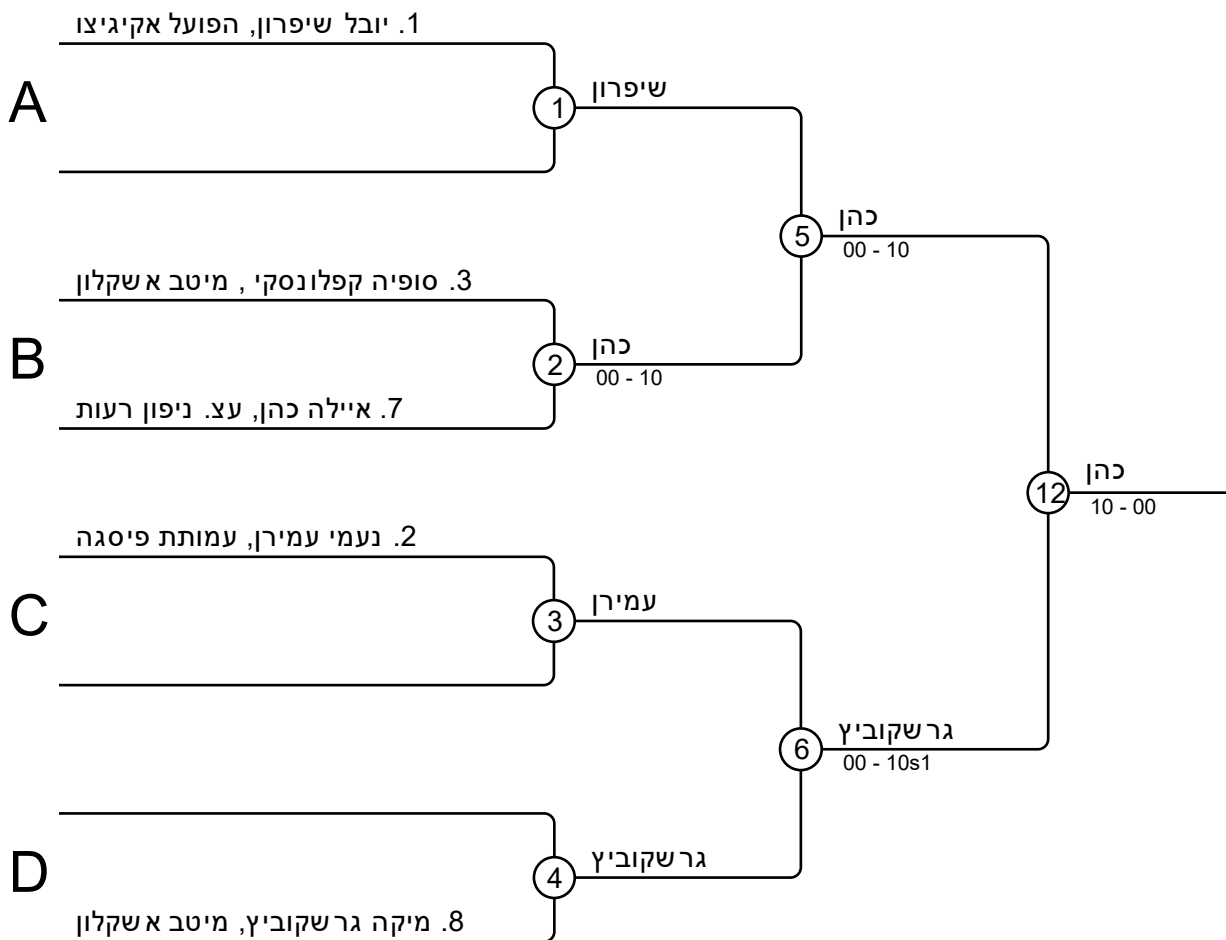 1. יובל שיפרון, הפועל אקיגיצו
A
1
שיפרון
5
כהן
00 - 10
3. סופיה קפלונסקי , מיטב אשקלון
B
2
כהן
00 - 10
7. איילה כהן, עצ. ניפון רעות
12
כהן
10 - 00
2. נעמי עמירן, עמותת פיסגה
C
3
עמירן
6
גרשקוביץ
00 - 10s1
D
4
גרשקוביץ
8. מיקה גרשקוביץ, מיטב אשקלון